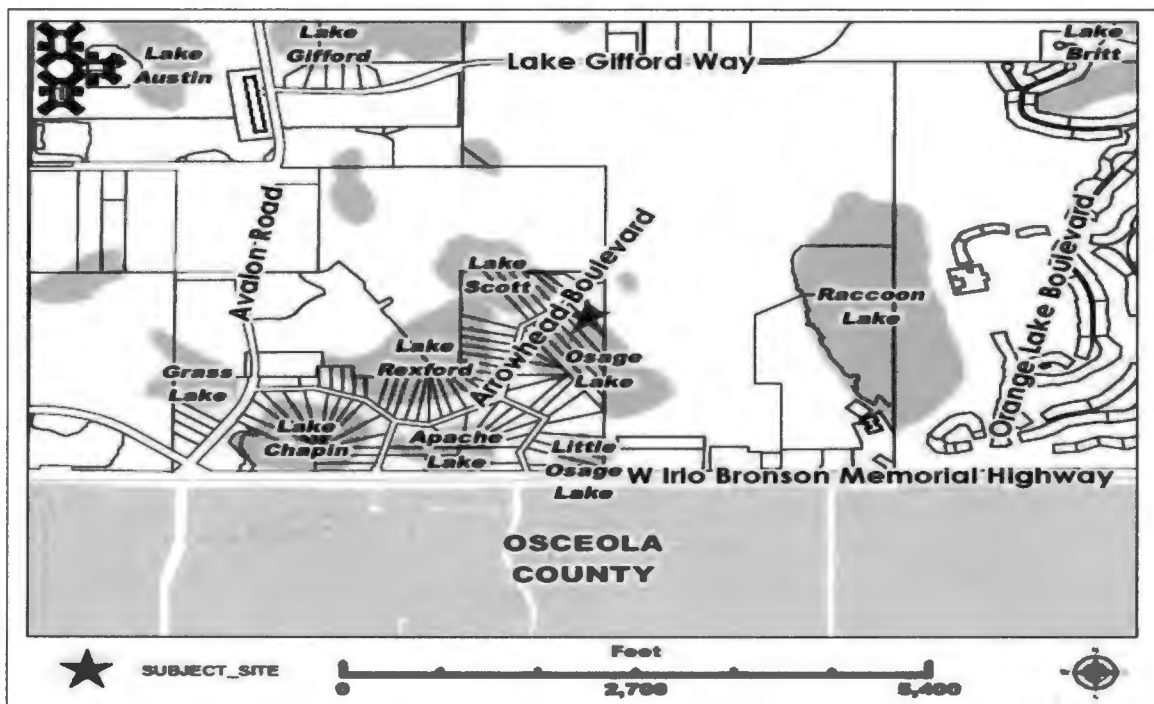 Lake
Austin
Lake
Gifford
Lake Gifford Way
Lake
Britt
Avalon Road
Lake
Scott
Arrowhead Boulevard
Raccoon
Lake
Orange Lake Boulevard
Grass
Lake
Lake
Rexford
Osage
Lake
Lake
Chapin
Apache
Lake
Little
Osage
Lake
W Irlo Bronson Memorial Highway
OSCEOLA
COUNTY
SUBJECT_SITE
Feet
0
2,700
5,400